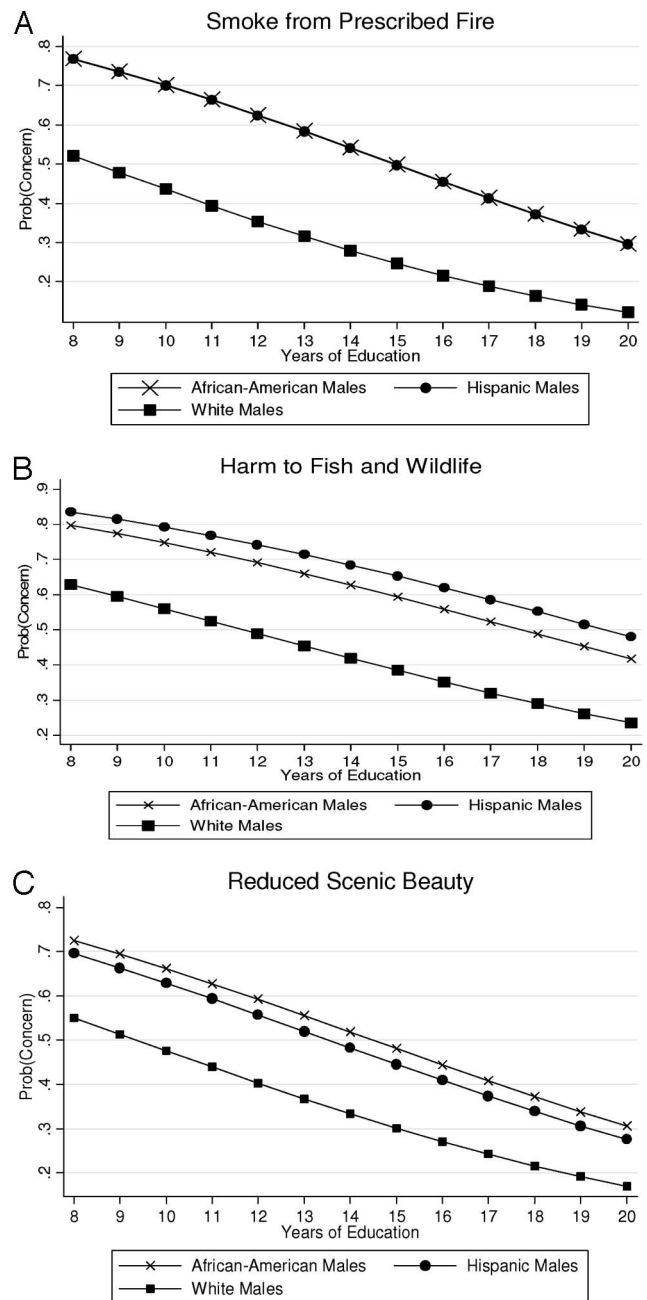 A
Smoke from Prescribed Fire
Prob(Concern)
.8
.7
.6
.5
.4
.3
.2
8 9 10 11 12 13 14 15 16 17 18 19 20
Years of Education
African-American Males Hispanic Males
White Males
B
Harm to Fish and Wildlife
Prob(Concern)
.9
.8
.7
.6
.5
.4
.3
.2
8 9 10 11 12 13 14 15 16 17 18 19 20
Years of Education
African-American Males Hispanic Males
White Males
C
Reduced Scenic Beauty
Prob(Concern)
.8
.7
.6
.5
.4
.3
.2
8 9 10 11 12 13 14 15 16 17 18 19 20
Years of Education
African-American Males Hispanic Males
White Males